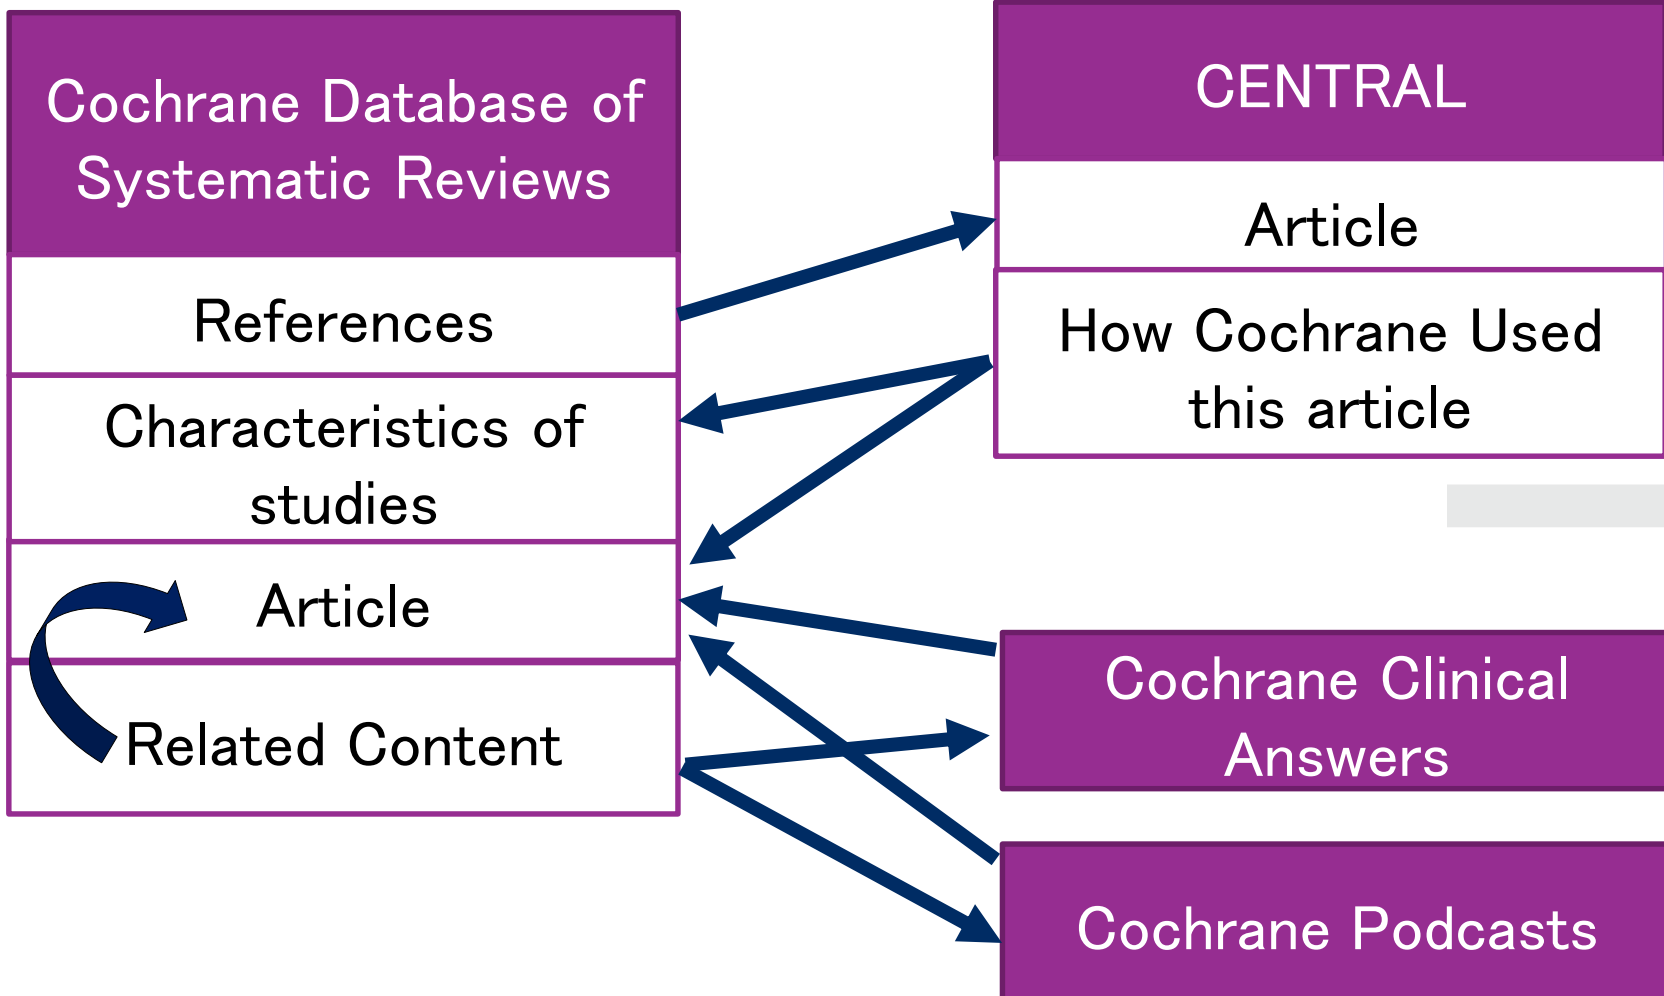 Cochrane Database of
Systematic Reviews
References
Characteristics of
studies
Article
Related Content
CENTRAL
Article
How Cochrane Used
this article
Cochrane Clinical
Answers
Cochrane Podcasts